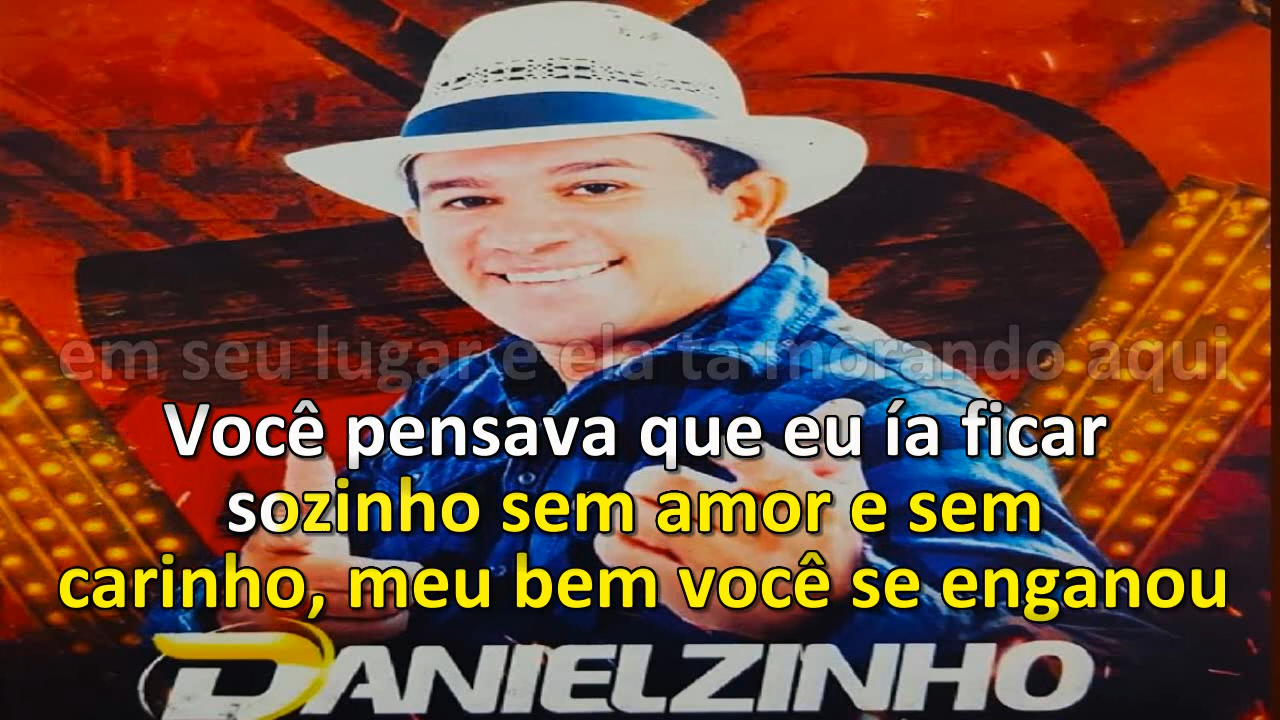 em seu lugar e ela ta morando aqui
Você pensava que eu ía ficar
sozinho sem amor e sem
carinho, meu bem você se enganou
DANIELZINHO